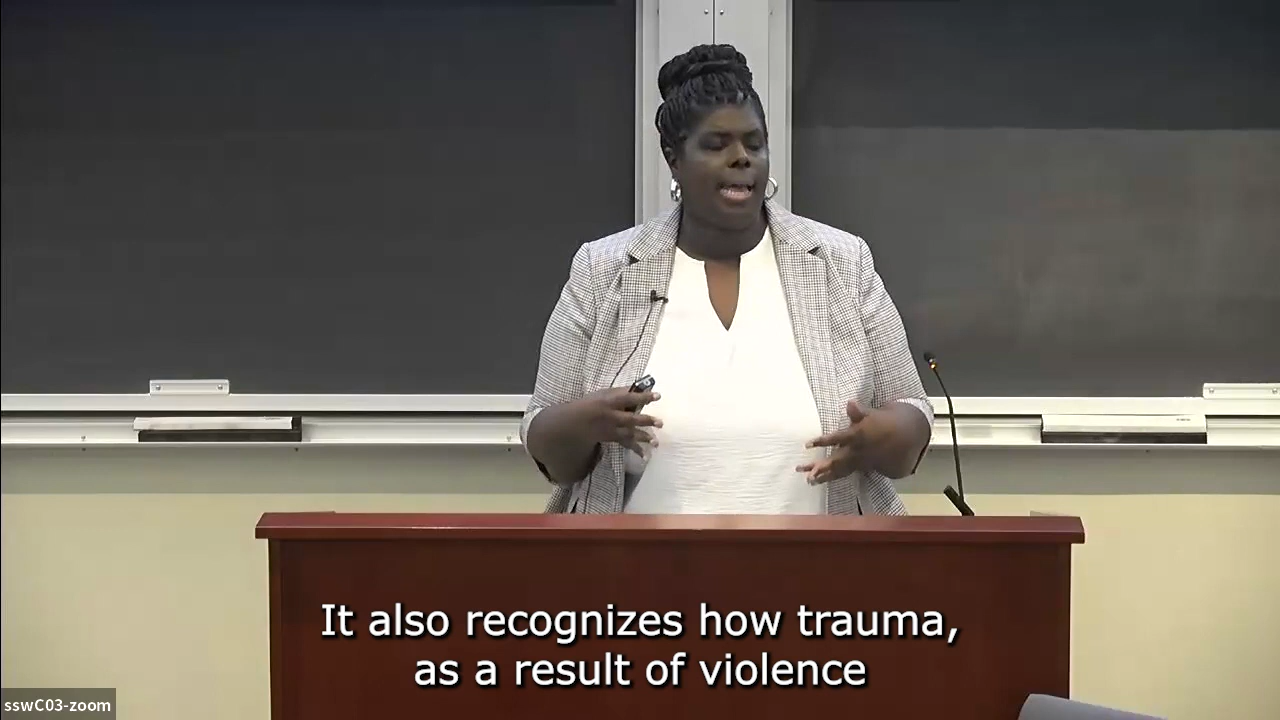 It also recognizes how trauma,
as a result of violence
sswC03-zoom